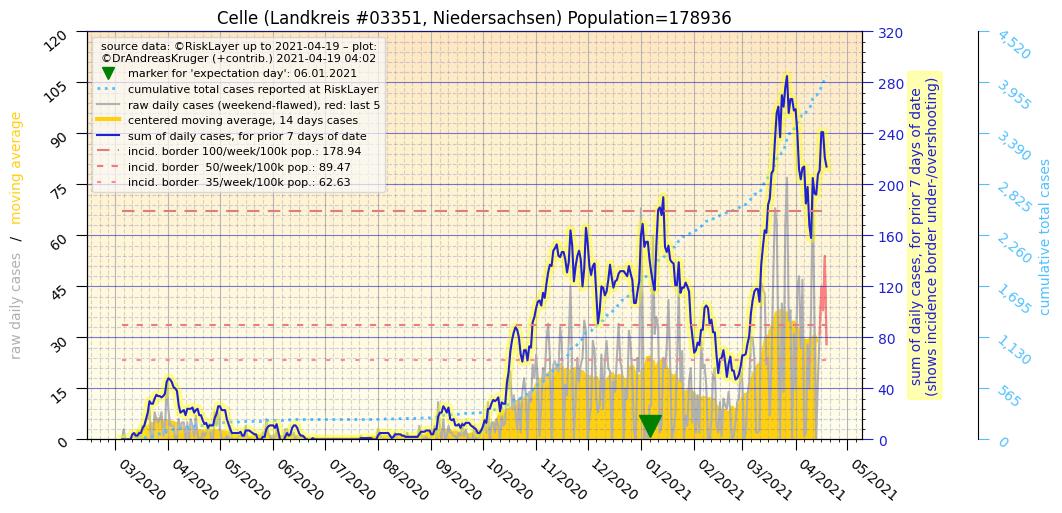 Celle (Landkreis #03351, Niedersachsen) Population=178936
source data: ©RiskLayer up to 2021-04-19 – plot:
©DrAndreasKruger (+contrib.) 2021-04-19 04:02
marker for 'expectation day': 06.01.2021
cumulative total cases reported at RiskLayer
raw daily cases (weekend-flawed), red: last 5
centered moving average, 14 days cases
sum of daily cases, for prior 7 days of date
incid. border 100/week/100k pop.: 178.94
incid. border 50/week/100k pop.: 89.47
incid. border 35/week/100k pop.: 62.63
raw daily cases / moving average
120
105
90
75
60
45
30
15
0
03/2020
04/2020
05/2020
06/2020
07/2020
08/2020
09/2020
10/2020
11/2020
12/2020
01/2021
02/2021
03/2021
04/2021
05/2021
320
280
240
200
160
120
80
40
0
sum of daily cases, for prior 7 days of date
(shows incidence border under-/overshooting)
4,520
3,955
3,390
2,825
2,260
1,695
1,130
565
0
cumulative total cases